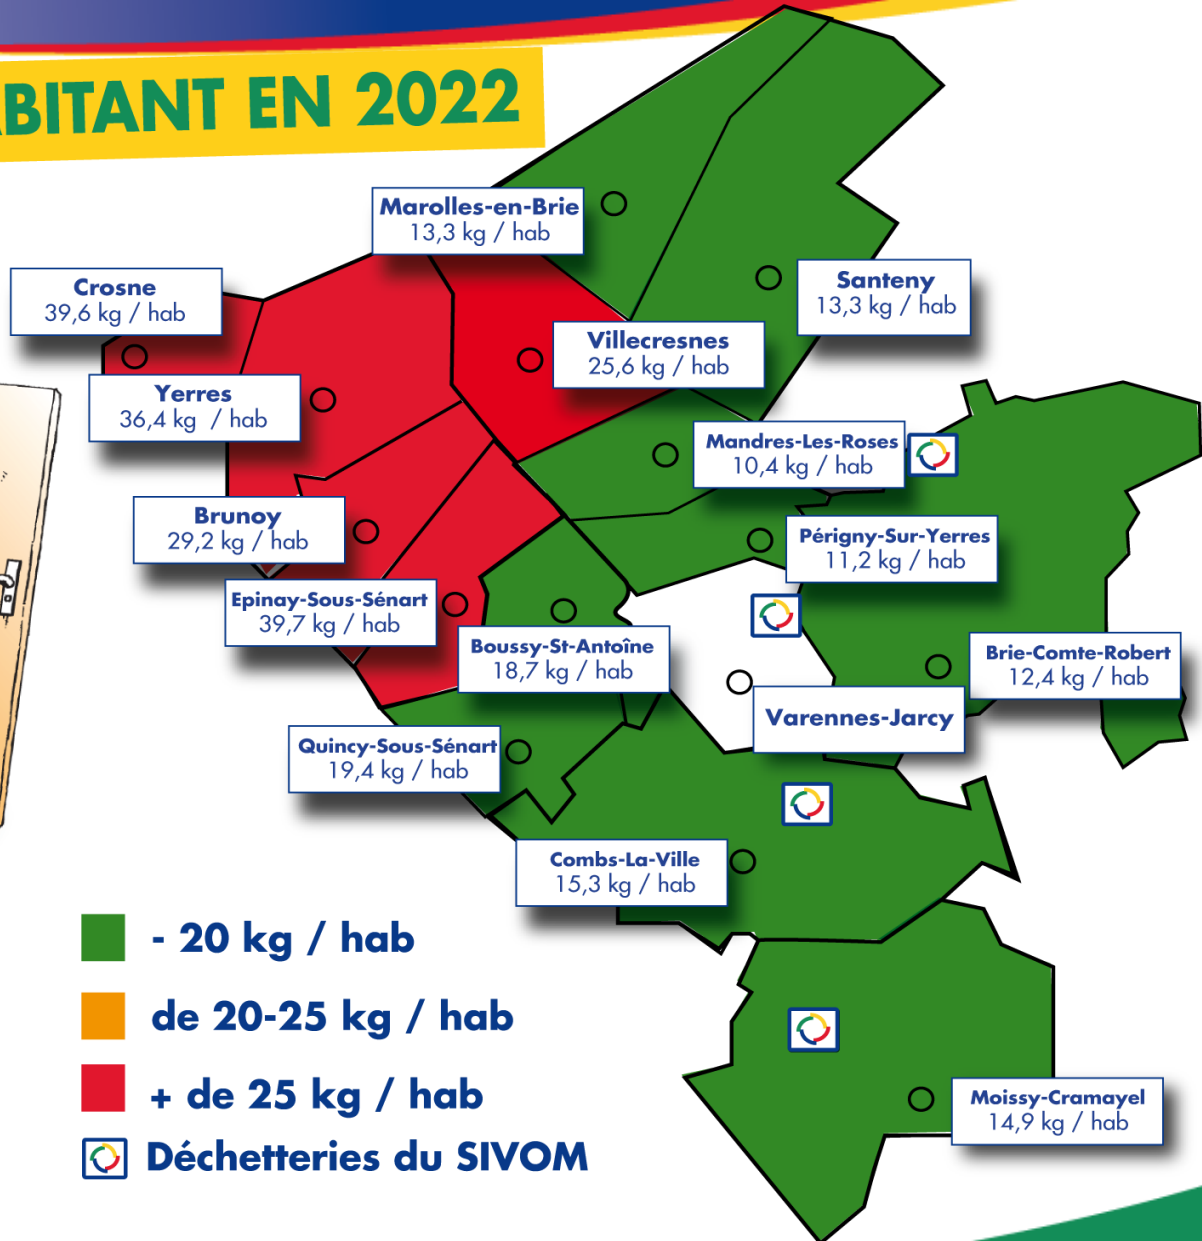 BITANT EN 2022
Marolles-en-Brie
13,3 kg / hab
Crosne
39,6 kg / hab
Santeny
13,3 kg / hab
Villecresnes
25,6 kg / hab
Yerres
36,4 kg / hab
Mandres-Les-Roses
10,4 kg / hab
Brunoy
29,2 kg / hab
Périgny-Sur-Yerres
11,2 kg / hab
Epinay-Sous-Sénart
39,7 kg / hab
Boussy-St-Antoîne
18,7 kg / hab
Brie-Comte-Robert
12,4 kg / hab
Varennes-Jarcy
Quincy-Sous-Sénart
19,4 kg / hab
Combs-La-Ville
15,3 kg / hab
- 20 kg / hab
de 20-25 kg / hab
+ de 25 kg / hab
Déchetteries du SIVOM
Moissy-Cramayel
14,9 kg / hab